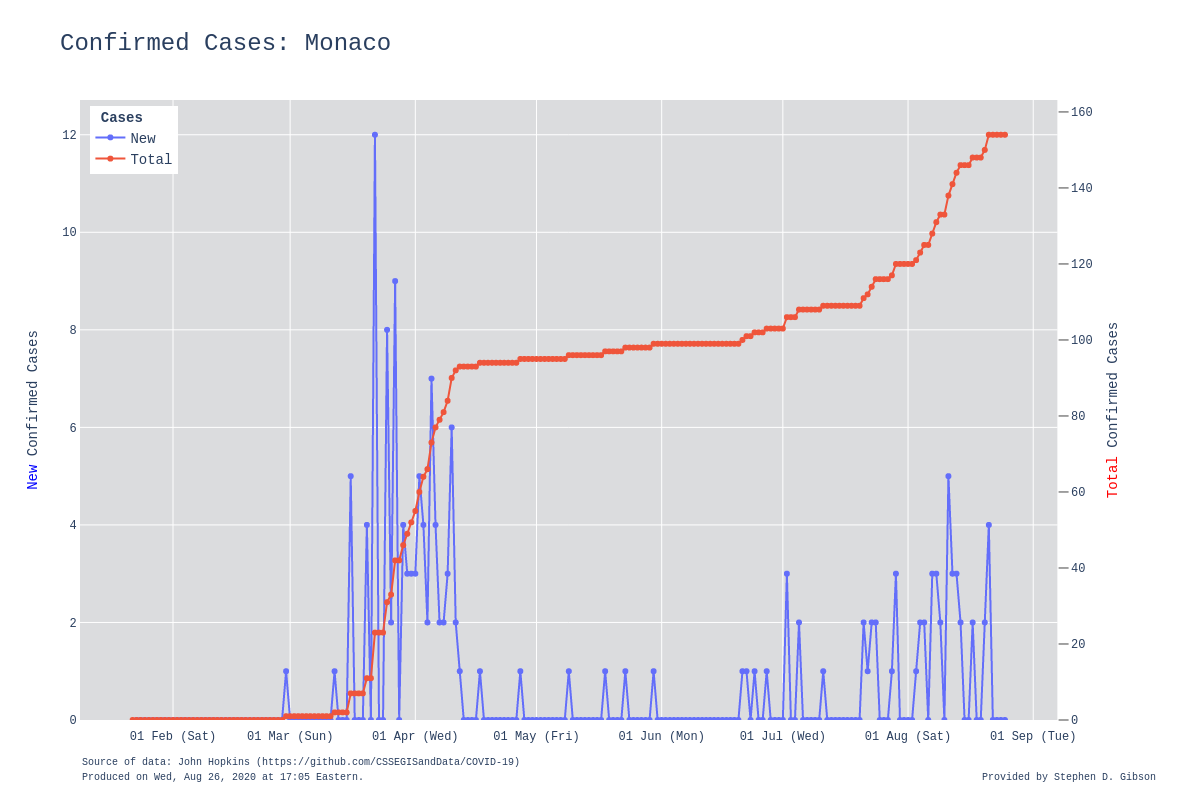 Confirmed Cases: Monaco
Cases
New
Total
12
10
8
6
4
2
0
160
140
120
100
80
60
40
20
0
New Confirmed Cases
Total Confirmed Cases
01 Feb (Sat)
01 Mar (Sun)
01 Apr (Wed)
01 May (Fri)
01 Jun (Mon)
01 Jul (Wed)
01 Aug (Sat)
01 Sep (Tue)
Source of data: John Hopkins (https://github.com/CSSEGISandData/COVID-19)
Produced on Wed, Aug 26, 2020 at 17:05 Eastern.
Provided by Stephen D. Gibson